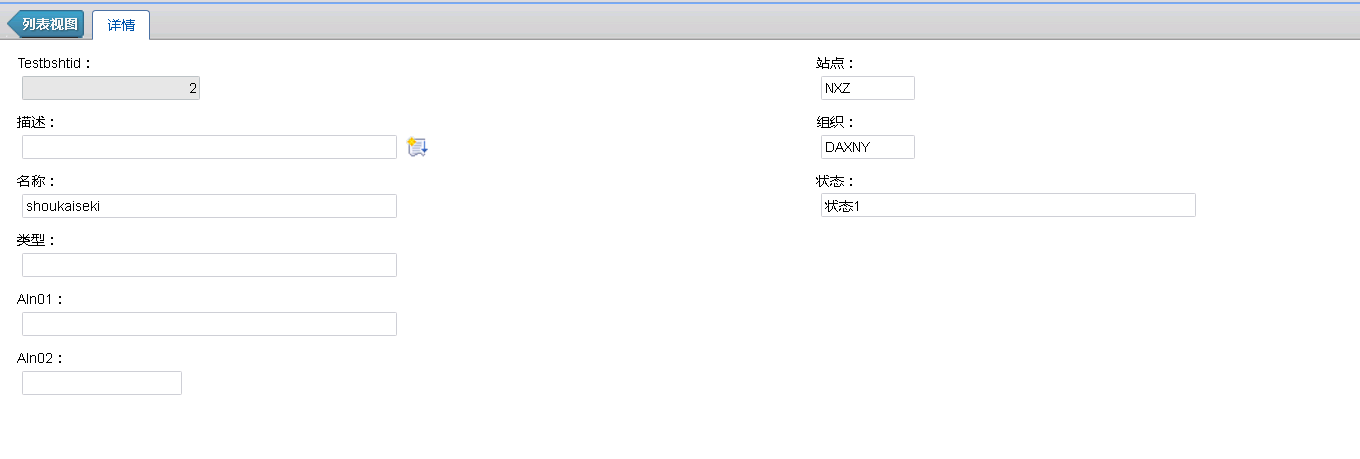 列表视图 详情
Testbshtid：
2
描述：
名称：
shoukaiseki
类型：
Aln01：
Aln02：
站点：
NXZ
组织：
DAXNY
状态：
状态1